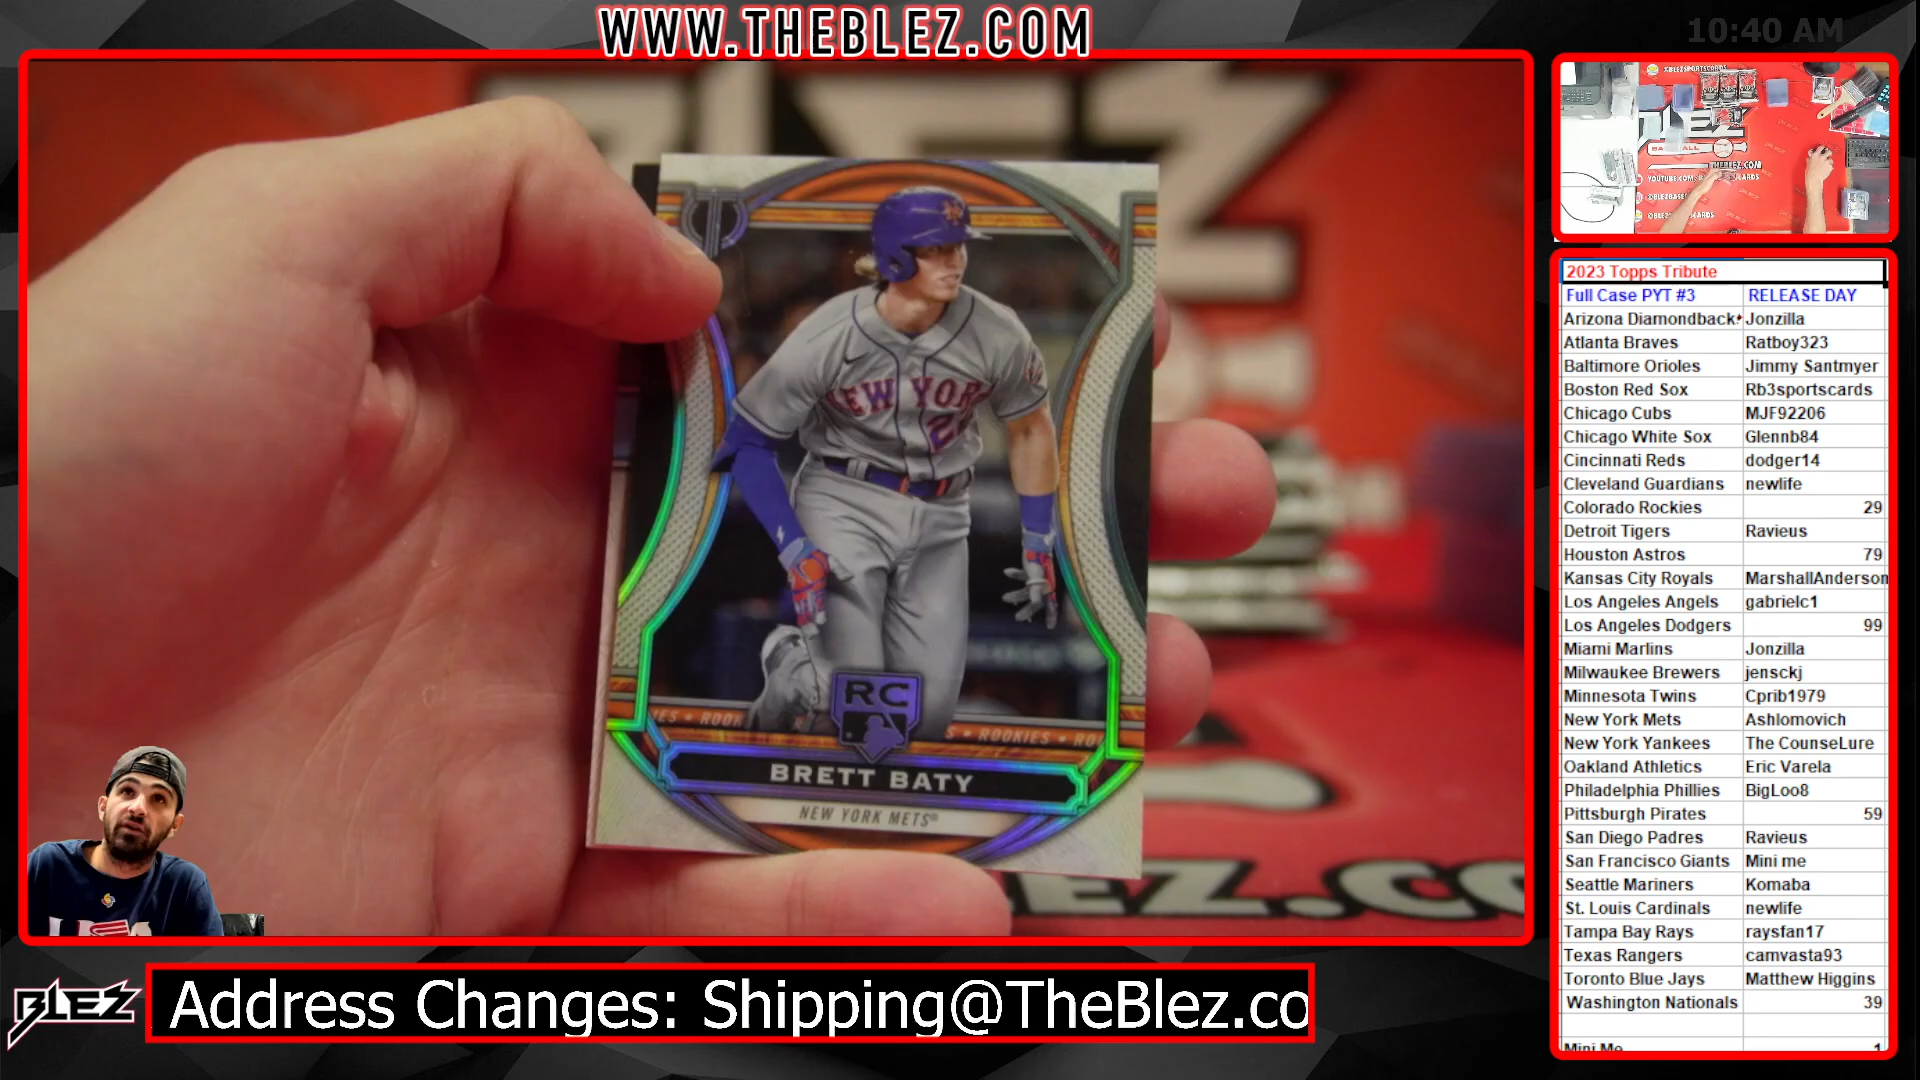 WWW.THEBLEZ.COM
10:40 AM
NEW YORK
RC
BRETT BATY
NEW YORK METS®
S • ROOKIES • RO
2023 Topps Tribute
Full Case PYT #3 RELEASE DAY
Arizona Diamondback Jonzilla
Atlanta Braves Ratboy323
Baltimore Orioles Jimmy Santmyer
Boston Red Sox Rb3sportscards
Chicago Cubs MJF92206
Chicago White Sox Glennb84
Cincinnati Reds dodger14
Cleveland Guardians newlife
Colorado Rockies 29
Detroit Tigers Ravieus
Houston Astros 79
Kansas City Royals MarshallAnderson
Los Angeles Angels gabrielc1
Los Angeles Dodgers 99
Miami Marlins Jonzilla
Milwaukee Brewers jensckj
Minnesota Twins Cprib1979
New York Mets Ashlomovich
New York Yankees The CounseLure
Oakland Athletics Eric Varela
Philadelphia Phillies BigLoo8
Pittsburgh Pirates 59
San Diego Padres Ravieus
San Francisco Giants Mini me
Seattle Mariners Komaba
St. Louis Cardinals newlife
Tampa Bay Rays raysfan17
Texas Rangers camvasta93
Toronto Blue Jays Matthew Higgins
Washington Nationals 39
Mini Me 1
BLEZ
Address Changes: Shipping@TheBlez.co